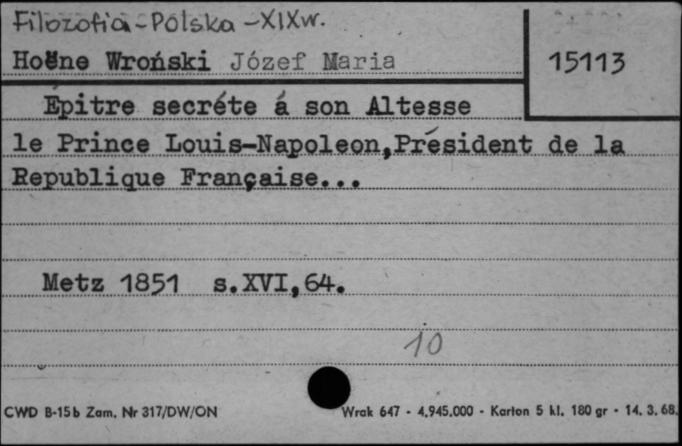 Filozofia-Polska-XIXw.
Hoëne Wroński Józef Maria
15113
Epitre secréte á son Altesse
le Prince Louis-Napoleon,Président de la
Republique Française...
Metz 1851 s.XVI,64.
10
CWD B-15b Zam. Nr 317/DW/ON
Wrak 647 - 4.945.000 - Karton 5 kl. 180 gr - 14. 3. 68.